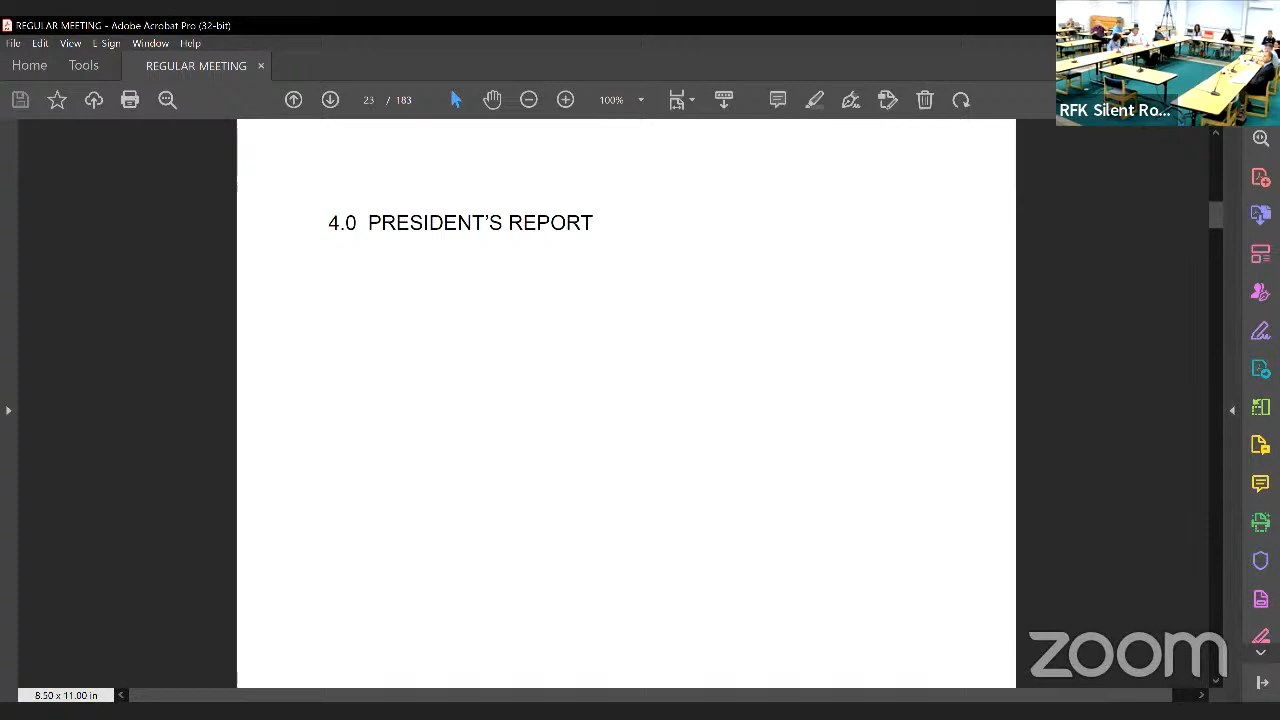 REGULAR MEETING - Adobe Acrobat Pro (32-bit)
File Edit View E-Sign Window Help
Home Tools REGULAR MEETING ×
23 / 183 100%
RFK Silent Ro...
4.0 PRESIDENT’S REPORT
zoom
8.50 x 11.00 in